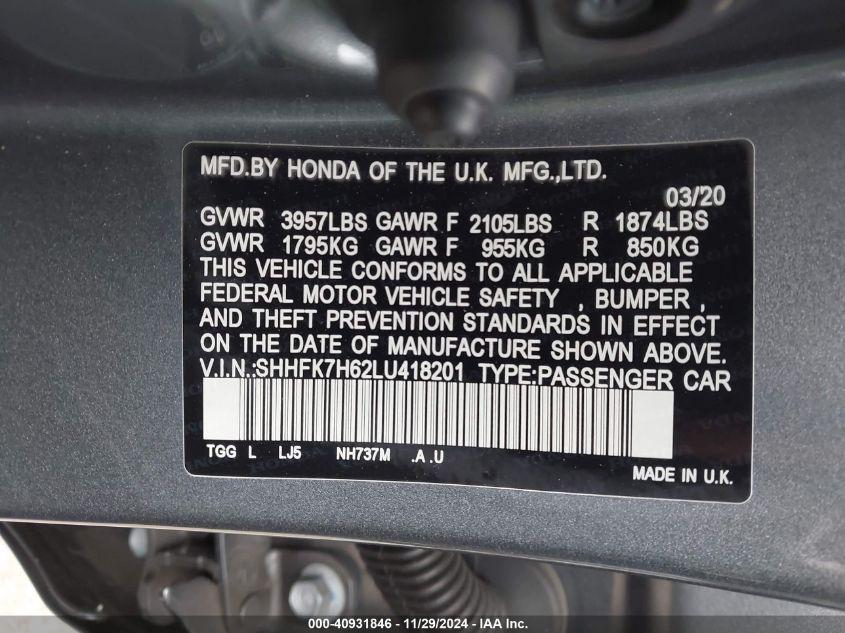 MFD.BY HONDA OF THE U.K. MFG.,LTD.
03/20
GVWR 3957LBS GAWR F 2105LBS R 1874LBS
GVWR 1795KG GAWR F 955KG R 850KG
THIS VEHICLE CONFORMS TO ALL APPLICABLE
FEDERAL MOTOR VEHICLE SAFETY , BUMPER ,
AND THEFT PREVENTION STANDARDS IN EFFECT
ON THE DATE OF MANUFACTURE SHOWN ABOVE.
V.I.N.:SHHFK7H62LU418201 TYPE:PASSENGER CAR
TGG L LJ5 NH737M .A .U
MADE IN U.K.
000-40931846 - 11/29/2024 - IAA Inc.